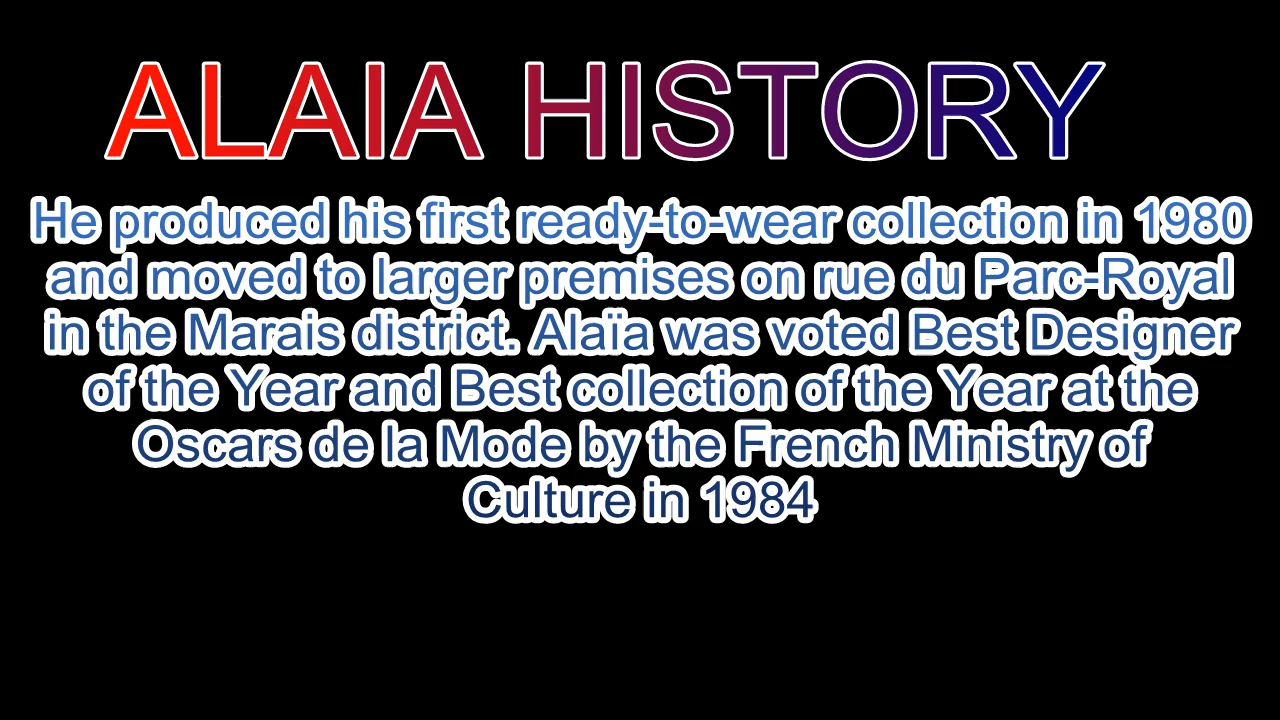 ALAIA HISTORY
He produced his first ready-to-wear collection in 1980
and moved to larger premises on rue du Parc-Royal
in the Marais district. Alaïa was voted Best Designer
of the Year and Best collection of the Year at the
Oscars de la Mode by the French Ministry of
Culture in 1984